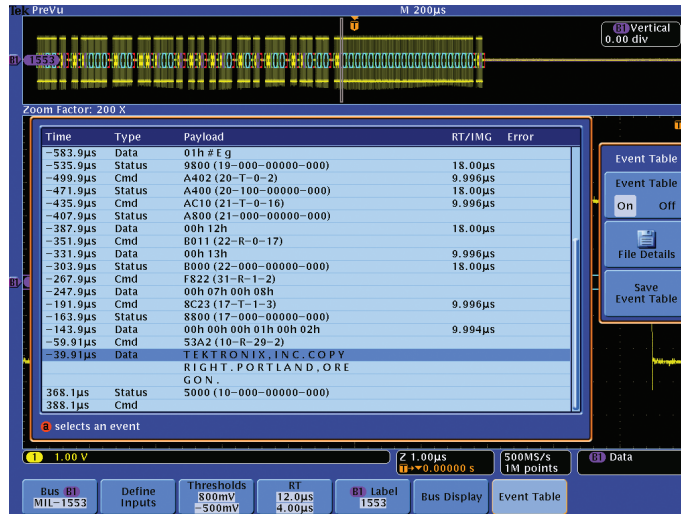 Tek PreVu M 200µs
T
B1 Vertical
0.00 div
B1 1553
Zoom Factor: 200 X
Time Type Payload RT/IMG Error
−583.9µs Data 01h # E g
−535.9µs Status 9800 (19−000−00000−000) 18.00µs
−499.9µs Cmd A402 (20−T−0−2) 9.996µs
−471.9µs Status A400 (20−100−00000−000) 18.00µs
−435.9µs Cmd AC10 (21−T−0−16) 9.996µs
−407.9µs Status A800 (21−000−00000−000)
−387.9µs Data 00h 12h 18.00µs
−351.9µs Cmd B011 (22−R−0−17)
−331.9µs Data 00h 13h 9.996µs
−303.9µs Status B000 (22−000−00000−000) 18.00µs
−267.9µs Cmd F822 (31−R−1−2)
−247.9µs Data 00h 07h 00h 08h
−191.9µs Cmd 8C23 (17−T−1−3) 9.996µs
−163.9µs Status 8800 (17−000−00000−000)
−143.9µs Data 00h 00h 00h 01h 00h 02h 9.994µs
−59.91µs Cmd 53A2 (10−R−29−2)
−39.91µs Data T E K T R O N I X , I N C . C O P Y
R I G H T . P O R T L A N D , O R E
G O N .
368.1µs Status 5000 (10−000−00000−000)
388.1µs Cmd
a selects an event
Event Table
Event Table
On Off
File Details
Save
Event Table
B1
1 1.00 V
Z 1.00µs
T→▼0.00000 s
500MS/s
1M points
B1 Data
Bus B1
MIL−1553
Define
Inputs
Thresholds
800mV
−500mV
RT
12.0µs
4.00µs
B1 Label
1553
Bus Display
Event Table